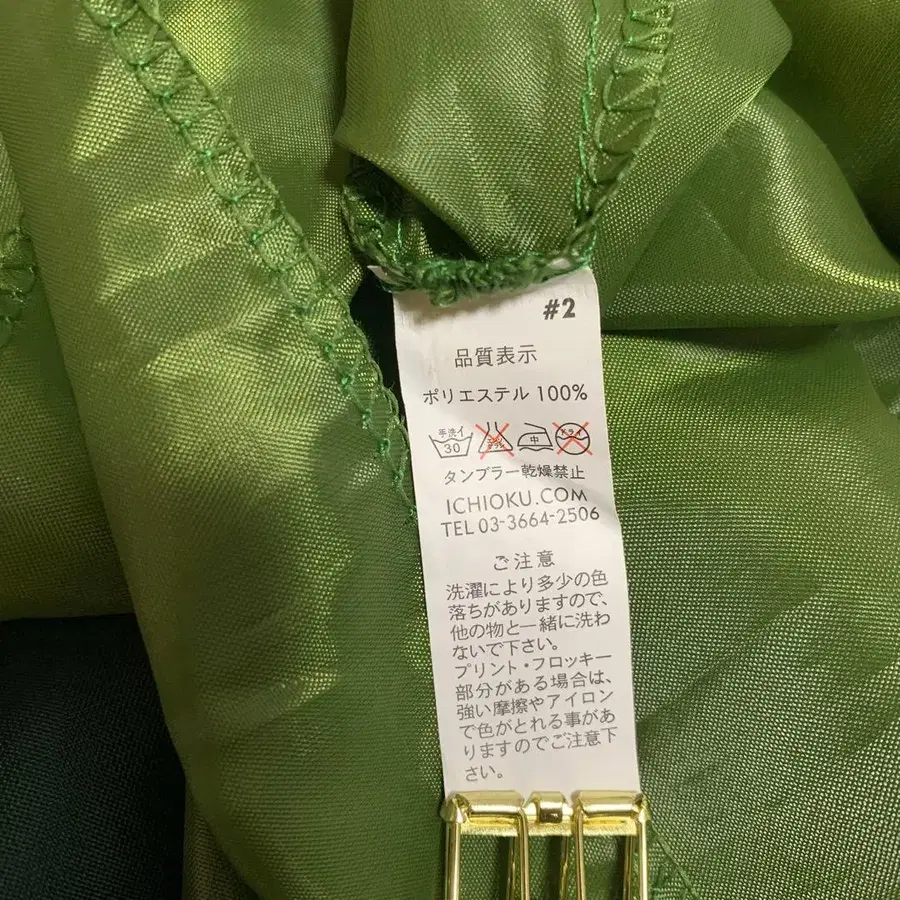 #2
品質表示
ポリエステル 100%
手洗イ 30 中 ドライ
タンブラー乾燥禁止
ICHIOKU.COM
TEL 03-3664-2506
ご注意
洗濯により多少の色
落ちがありますので、
他の物と一緒に洗わ
ないで下さい。
プリント・フロッキー
部分がある場合は、
強い摩擦やアイロン
で色がとれる事があ
りますのでご注意下
さい。